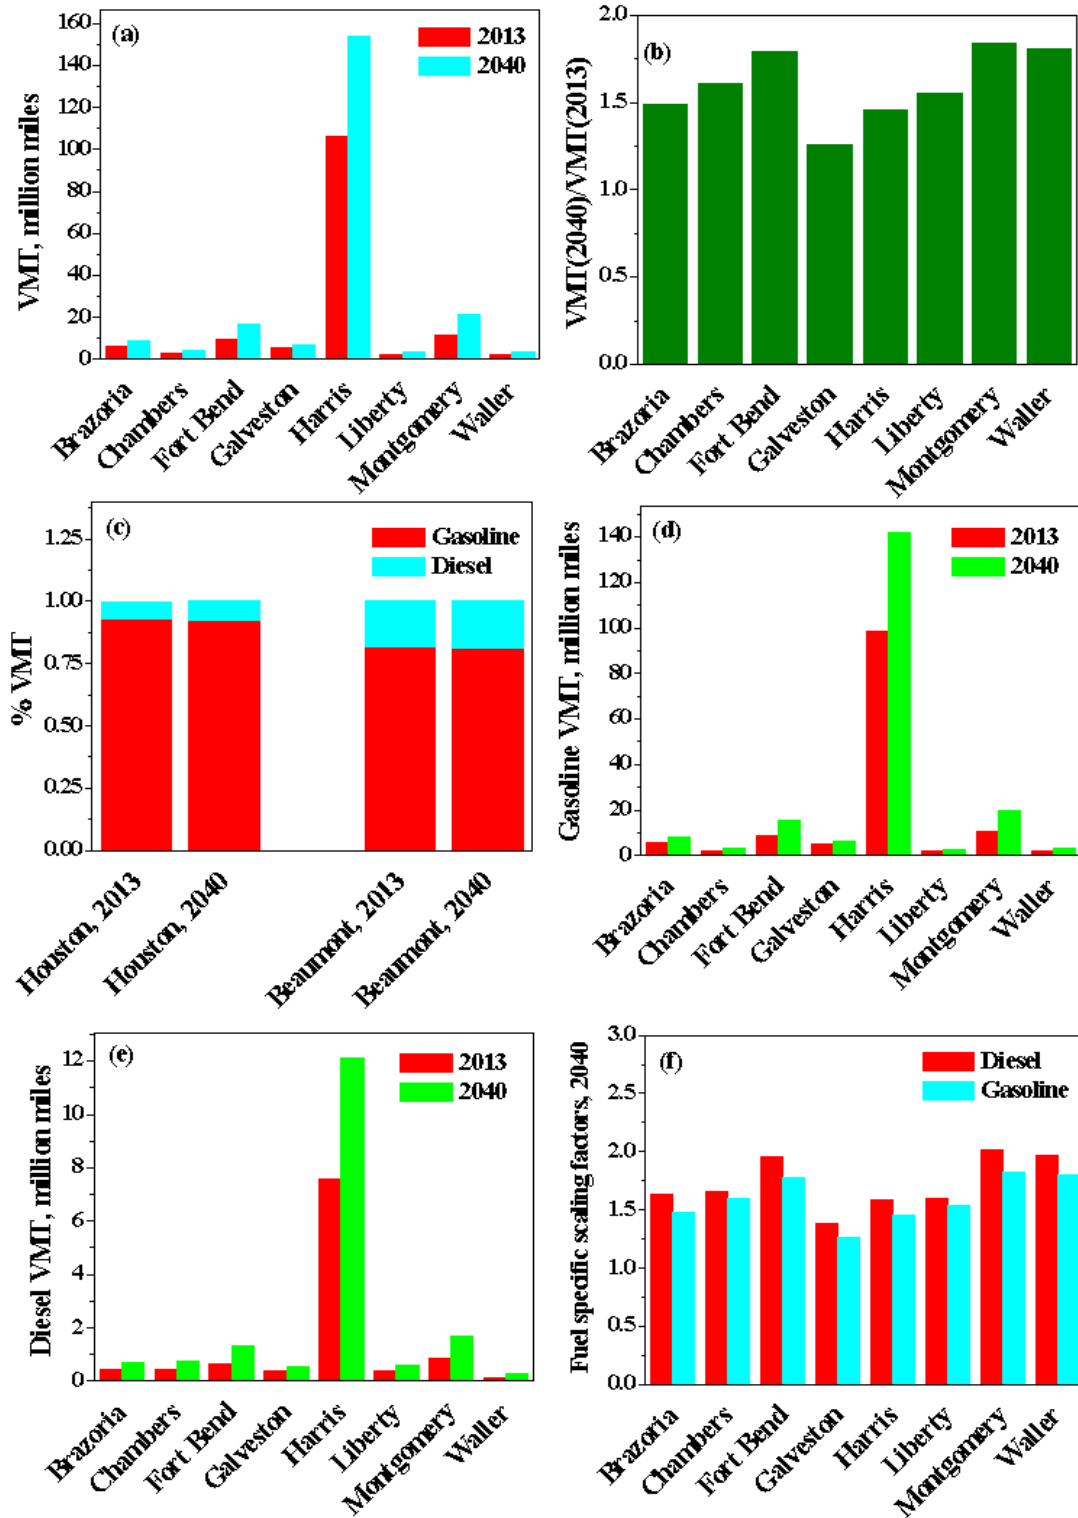 (a)
2013
2040
VMT, million miles
160
140
120
100
80
60
40
20
0
Brazoria
Chambers
Fort Bend
Galveston
Harris
Liberty
Montgomery
Waller
(b)
VMT(2040)/VMT(2013)
2.0
1.5
1.0
0.5
0.0
Brazoria
Chambers
Fort Bend
Galveston
Harris
Liberty
Montgomery
Waller
(c)
Gasoline
Diesel
% VMT
1.25
1.00
0.75
0.50
0.25
0.00
Houston, 2013
Houston, 2040
Beaumont, 2013
Beaumont, 2040
(d)
2013
2040
Gasoline VMT, million miles
140
120
100
80
60
40
20
0
Brazoria
Chambers
Fort Bend
Galveston
Harris
Liberty
Montgomery
Waller
(e)
2013
2040
Diesel VMT, million miles
12
10
8
6
4
2
0
Brazoria
Chambers
Fort Bend
Galveston
Harris
Liberty
Montgomery
Waller
(f)
Diesel
Gasoline
Fuel specific scaling factors, 2040
3.0
2.5
2.0
1.5
1.0
0.5
0.0
Brazoria
Chambers
Fort Bend
Galveston
Harris
Liberty
Montgomery
Waller